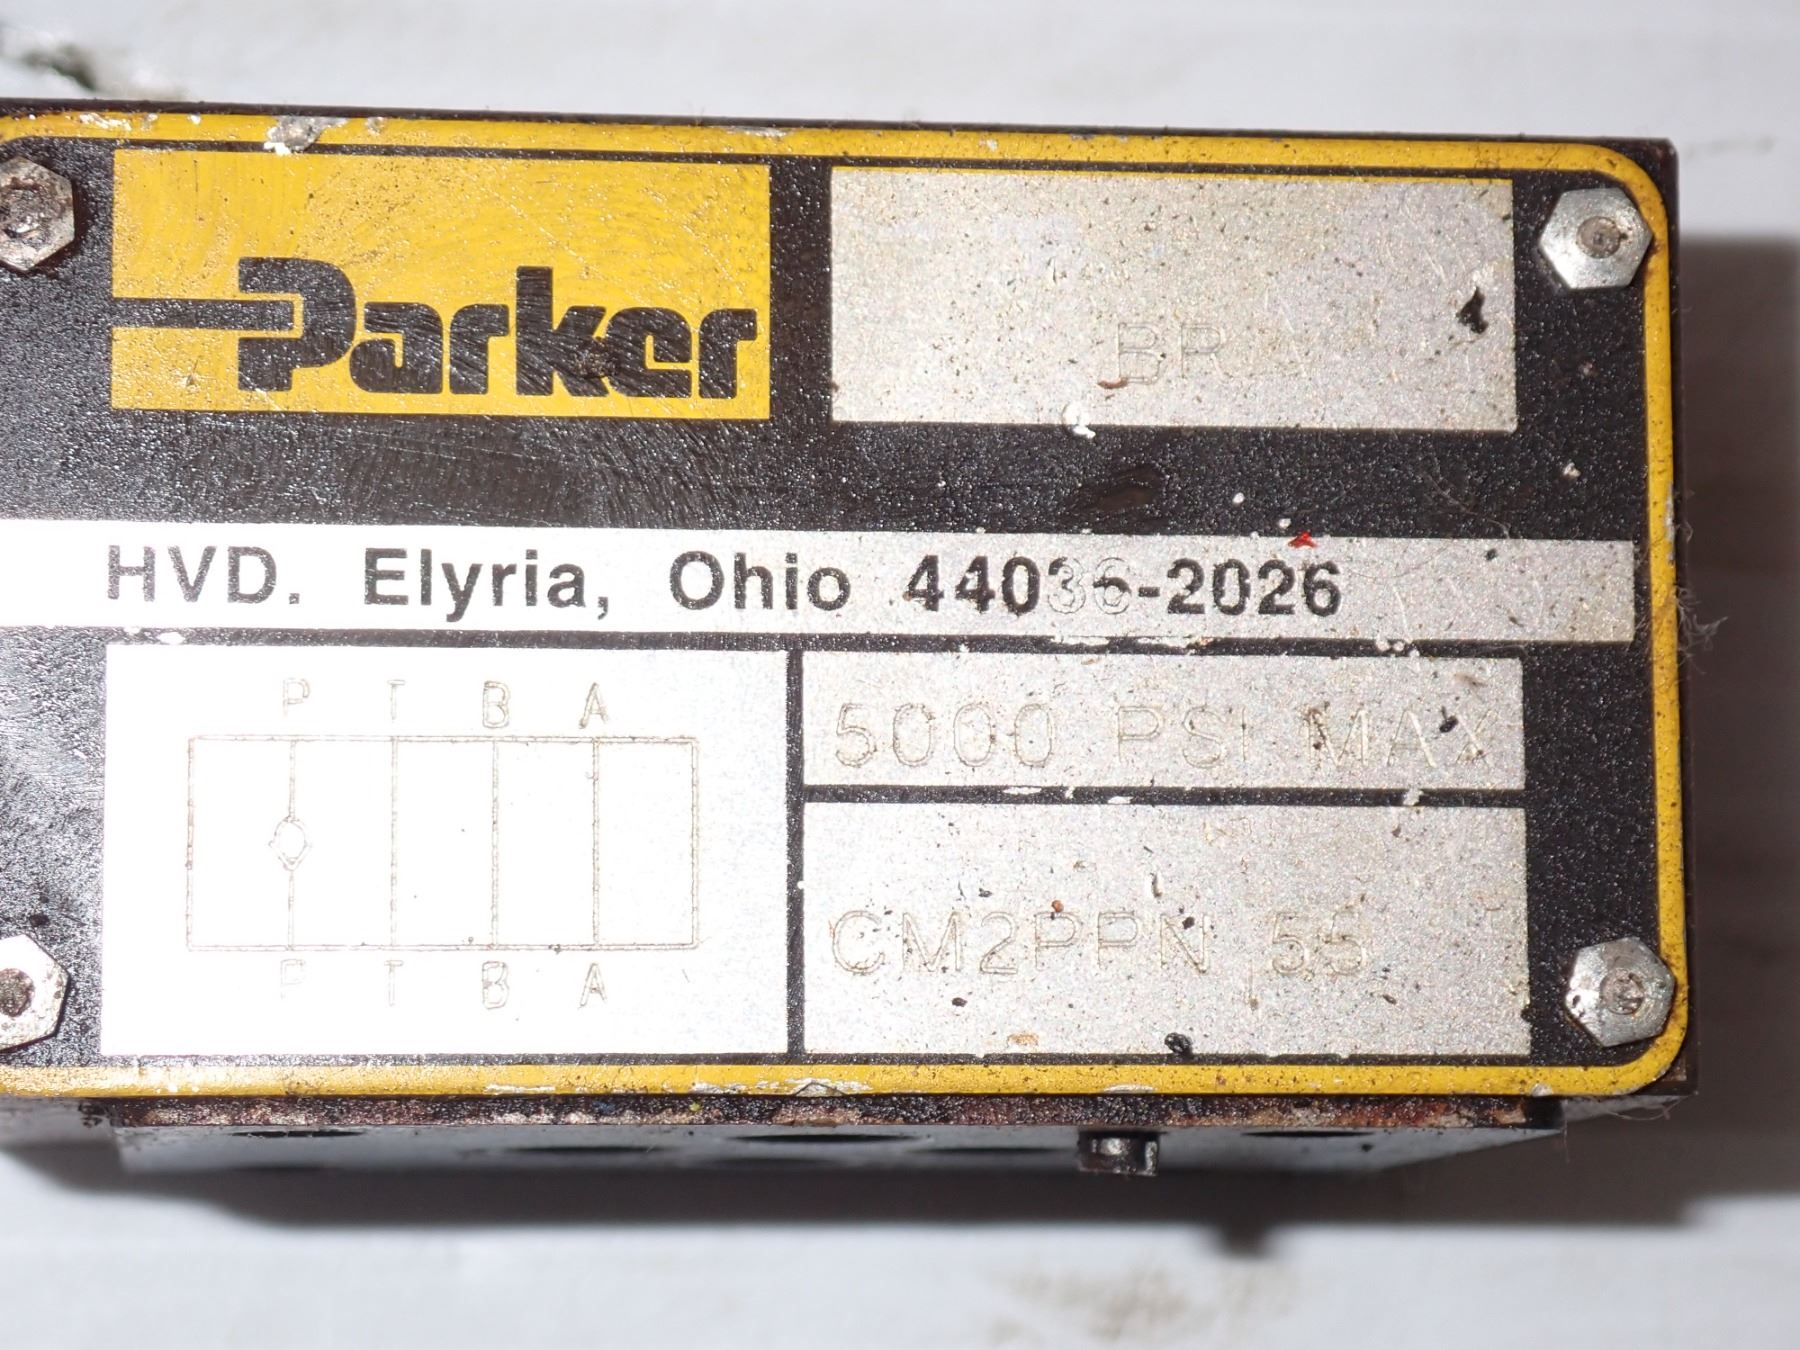 Parker
BR
HVD. Elyria, Ohio 44036-2026
P T B A
P T B A
5000 PSI MAX
CM2PPN 55